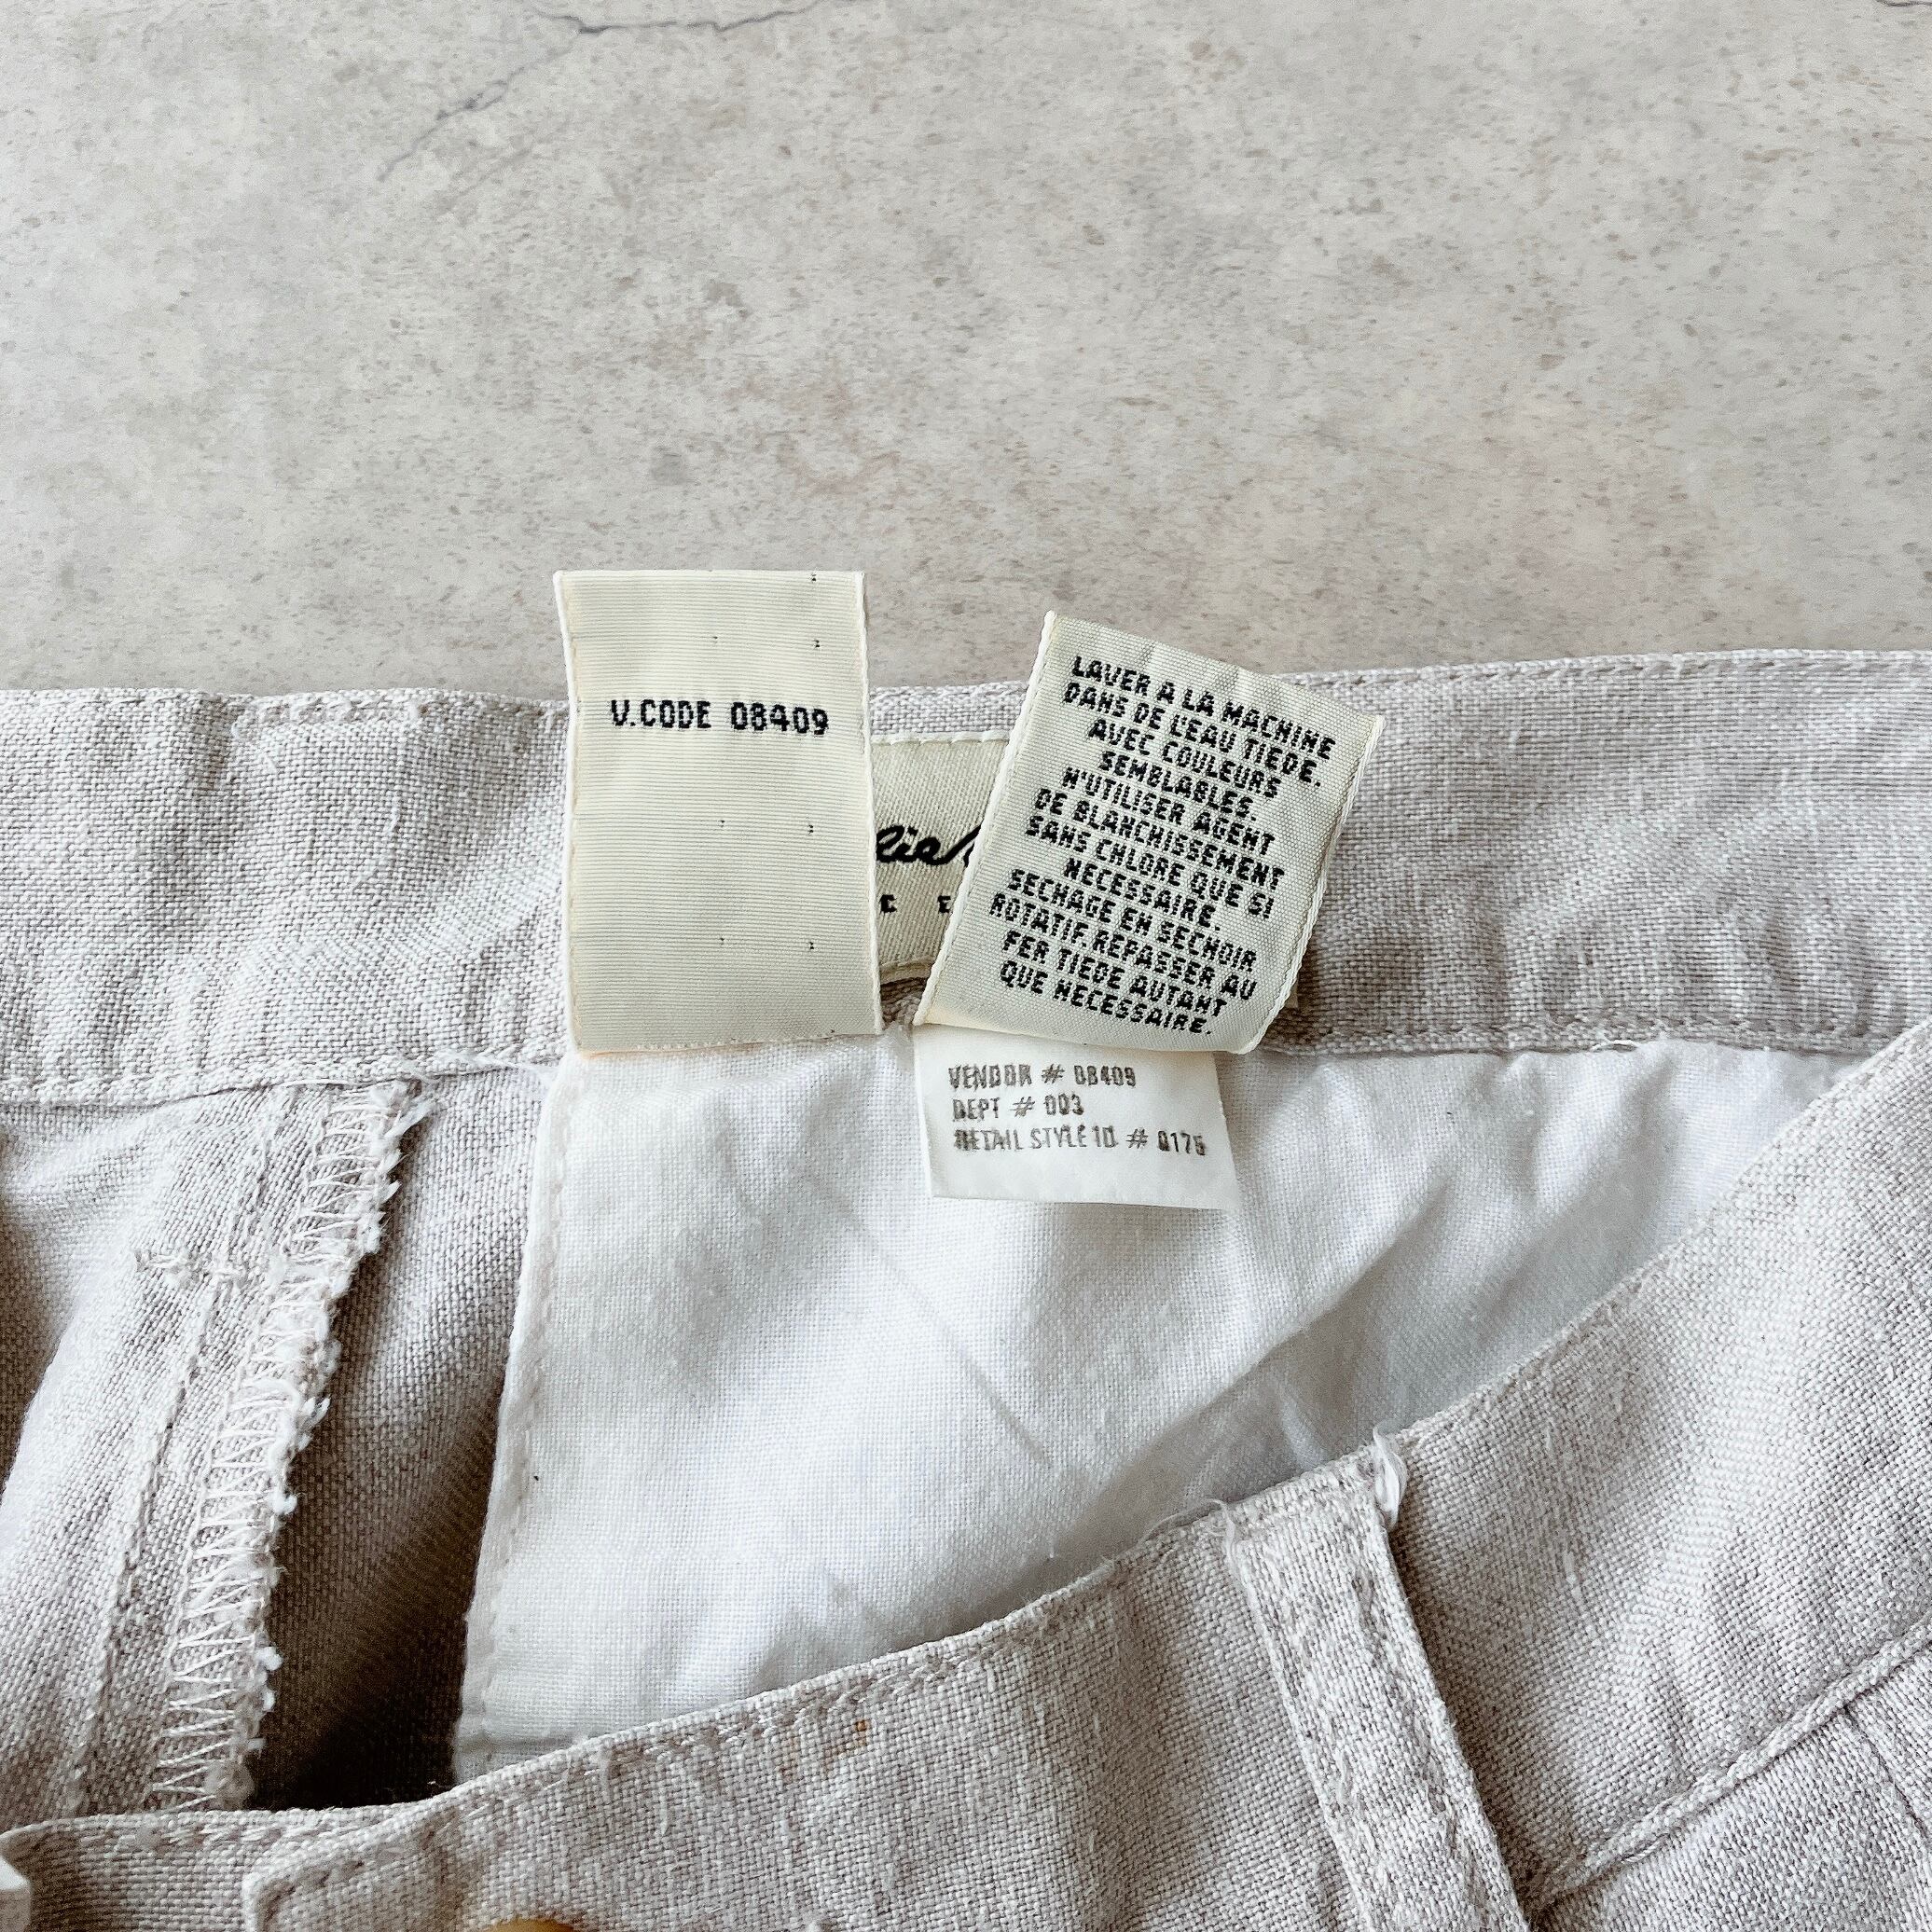 V.CODE 08409
LAVER A LA MACHINE
DANS DE L'EAU TIEDE.
AVEC COULEURS
SEMBLABLES.
N'UTILISER AGENT
DE BLANCHISSEMENT
SANS CHLORE QUE SI
NECESSAIRE.
SECHAGE EN SECHOIR
ROTATIF. REPASSER AU
FER TIEDE AUTANT
QUE NECESSAIRE.
VENDOR # 08409
DEPT # 003
RETAIL STYLE ID # 0175